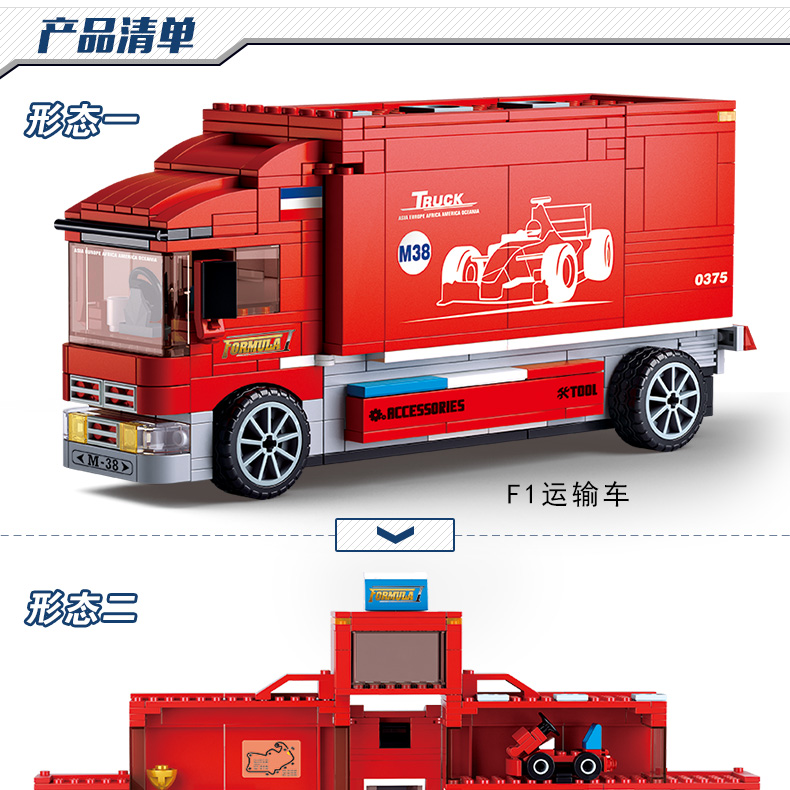 产品清单
形态一
TRUCK
ASIA EUROPE AFRICA AMERICA OCEANIA
M38
ASIA EUROPE AFRICA AMERICA OCEANIA
0375
FORMULA 1
ACCESSORIES
TOOL
M-38
F1运输车
形态二
FORMULA 1